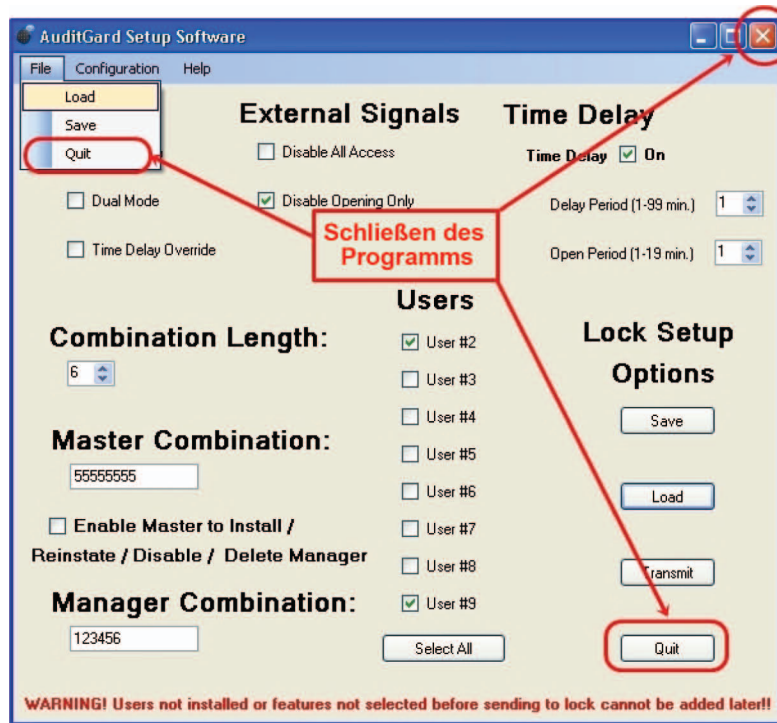 AuditGard Setup Software
File Configuration Help
Load
Save
Quit
External Signals
Time Delay
Disable All Access
Time Delay On
Dual Mode
Disable Opening Only
Delay Period (1-99 min.) 1
Schließen des
Programms
Time Delay Override
Open Period (1-19 min.) 1
Users
Combination Length:
6
User #2
User #3
User #4
User #5
User #6
User #7
User #8
User #9
Select All
Lock Setup
Options
Save
Load
Transmit
Quit
Master Combination:
55555555
Enable Master to Install /
Reinstate / Disable / Delete Manager
Manager Combination:
123456
WARNING! Users not installed or features not selected before sending to lock cannot be added later!!